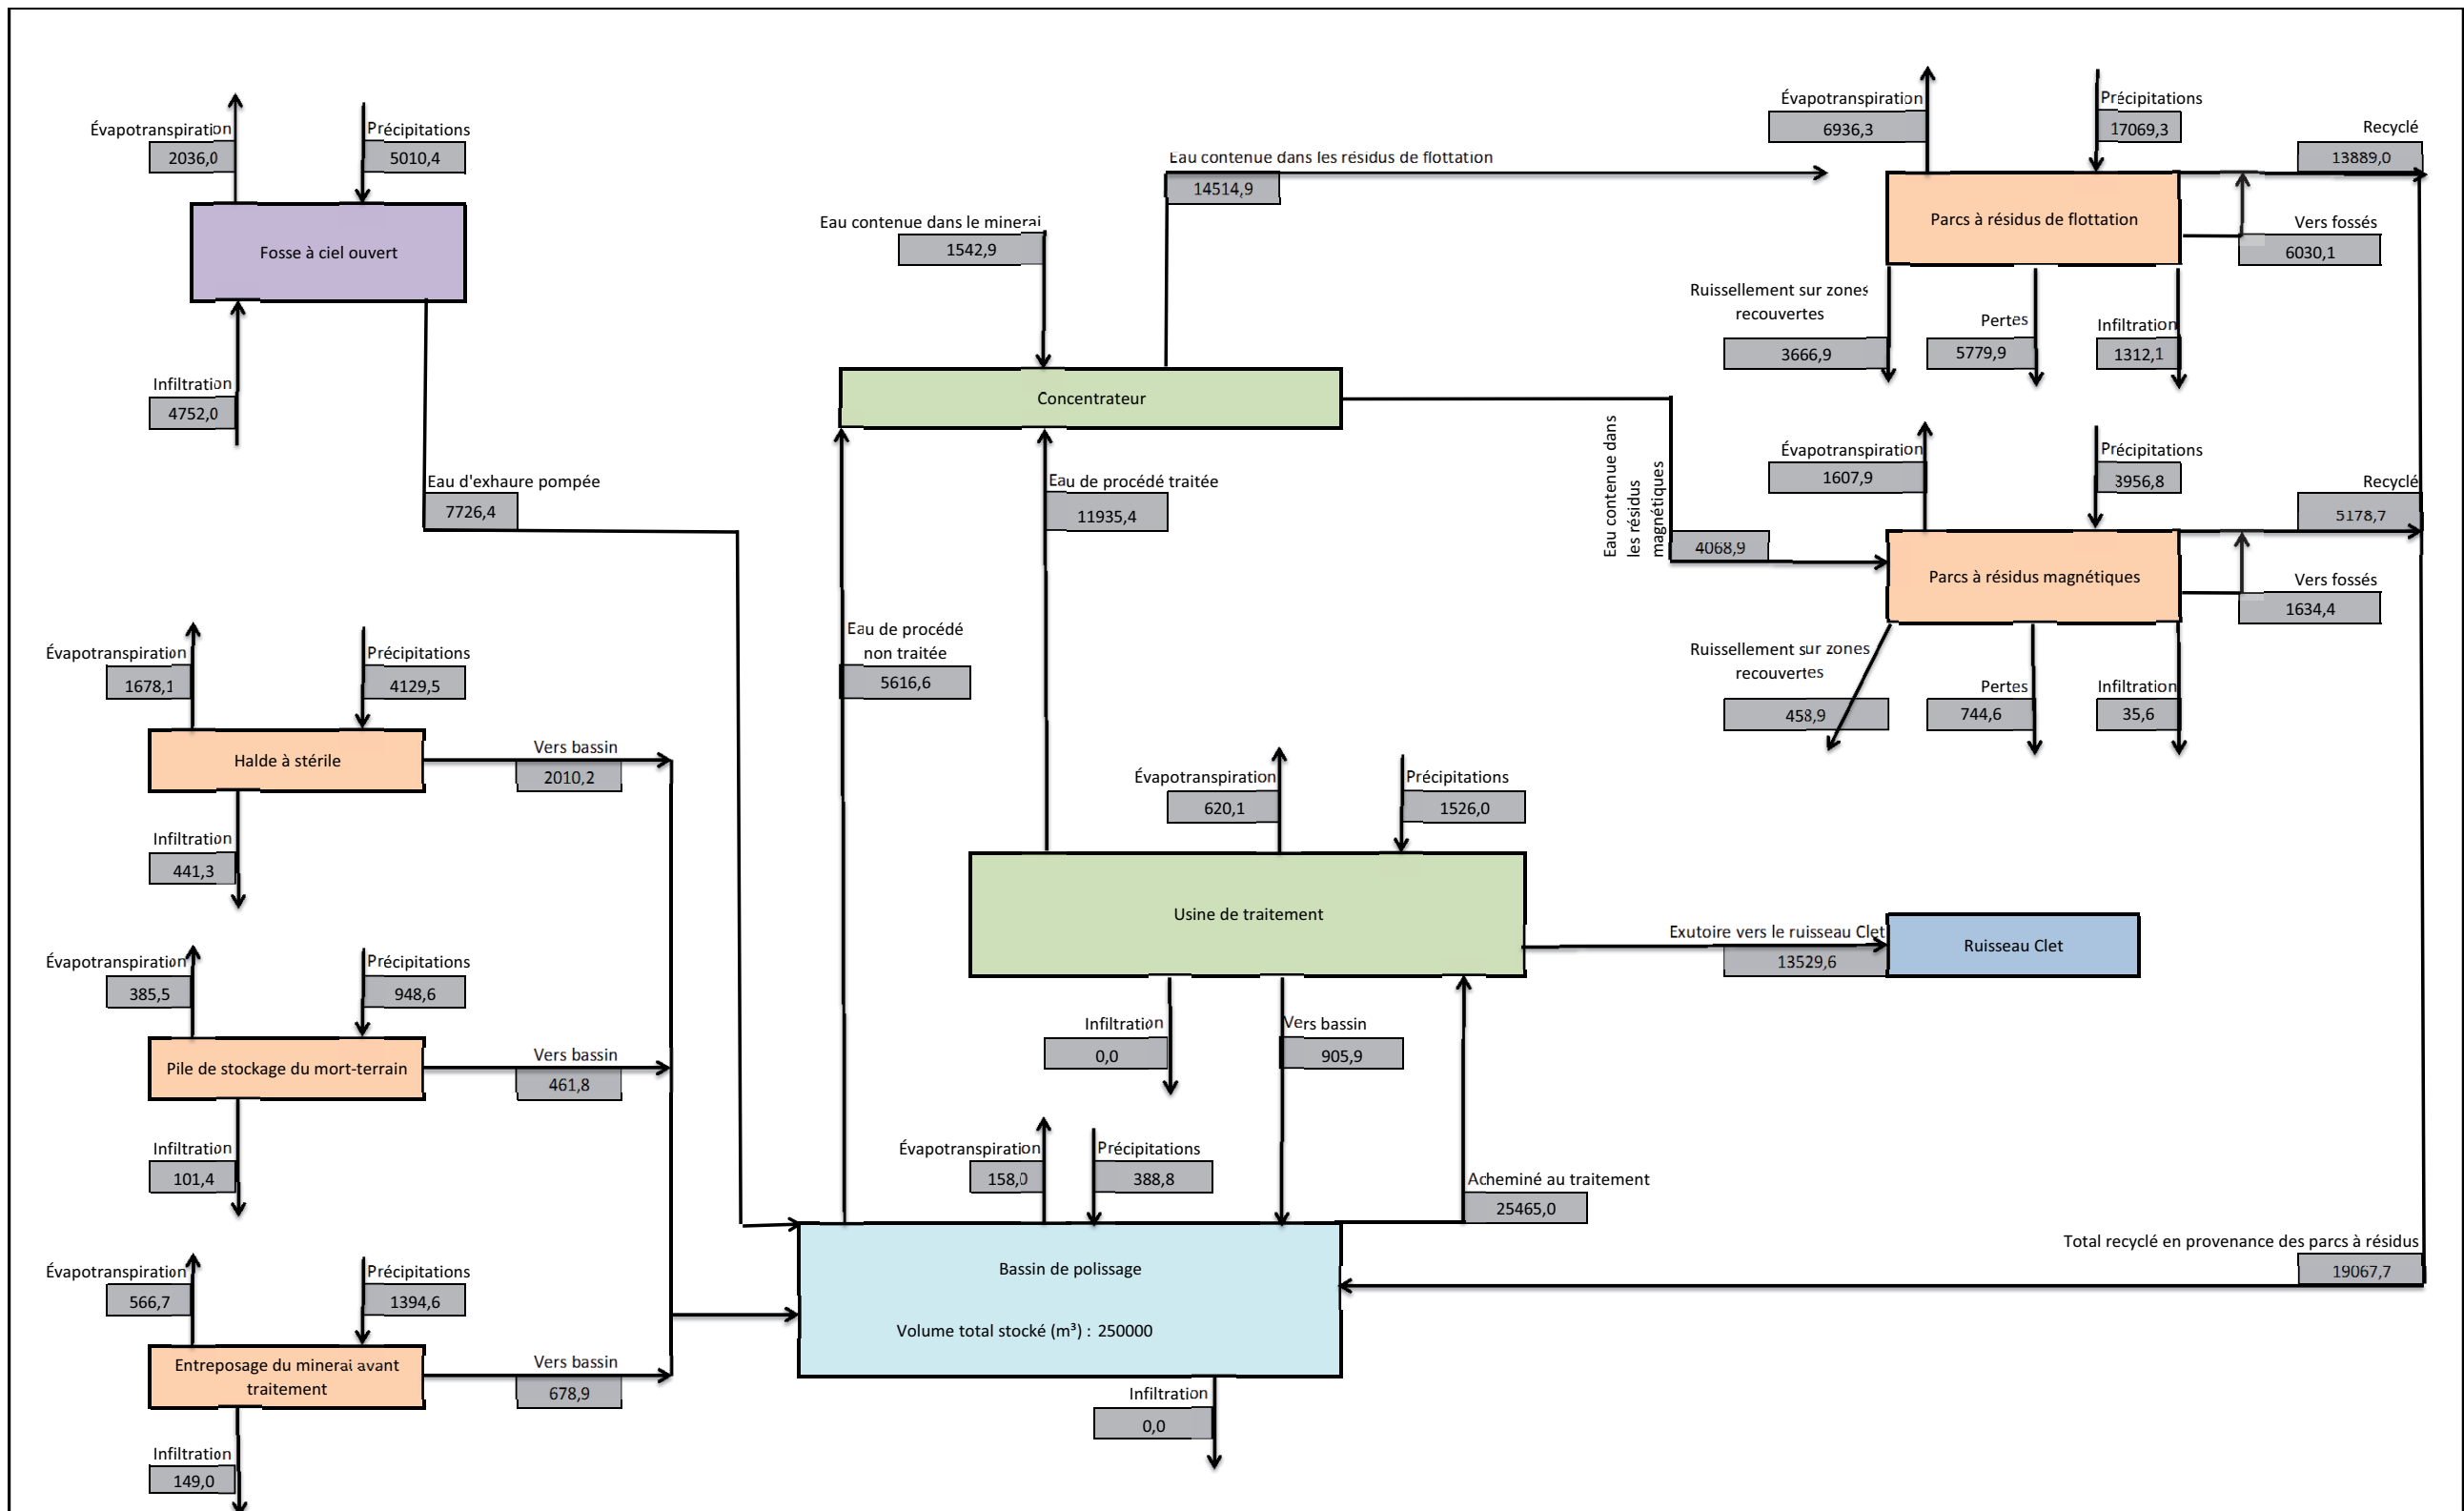 Évapotranspiration
2036,0
Précipitations
5010,4
Fosse à ciel ouvert
Infiltration
4752,0
Eau d'exhaure pompée
7726,4
Eau contenue dans les résidus de flottation
14514,9
Eau contenue dans le minerai
1542,9
Concentrateur
Eau de procédé traitée
11935,4
Eau de procédé
non traitée
5616,6
Eau contenue dans
les résidus
magnétiques
4068,9
Évapotranspiration
6936,3
Précipitations
17069,3
Recyclé
13889,0
Parcs à résidus de flottation
Vers fossés
6030,1
Ruissellement sur zones
recouvertes
3666,9
Pertes
5779,9
Infiltration
1312,1
Évapotranspiration
1607,9
Précipitations
3956,8
Recyclé
5178,7
Parcs à résidus magnétiques
Vers fossés
1634,4
Ruissellement sur zones
recouvertes
458,9
Pertes
744,6
Infiltration
35,6
Évapotranspiration
1678,1
Précipitations
4129,5
Halde à stérile
Vers bassin
2010,2
Infiltration
441,3
Évapotranspiration
385,5
Précipitations
948,6
Pile de stockage du mort-terrain
Vers bassin
461,8
Infiltration
101,4
Évapotranspiration
566,7
Précipitations
1394,6
Entreposage du minerai avant
traitement
Vers bassin
678,9
Infiltration
149,0
Évapotranspiration
620,1
Précipitations
1526,0
Usine de traitement
Exutoire vers le ruisseau Clet
13529,6
Ruisseau Clet
Infiltration
0,0
Vers bassin
905,9
Évapotranspiration
158,0
Précipitations
388,8
Acheminé au traitement
25465,0
Total recyclé en provenance des parcs à résidus
19067,7
Bassin de polissage
Volume total stocké (m³) : 250000
Infiltration
0,0